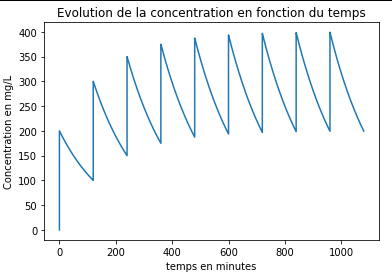 Evolution de la concentration en fonction du temps
400
350
300
250
200
150
100
50
0
Concentration en mg/L
0 200 400 600 800 1000
temps en minutes